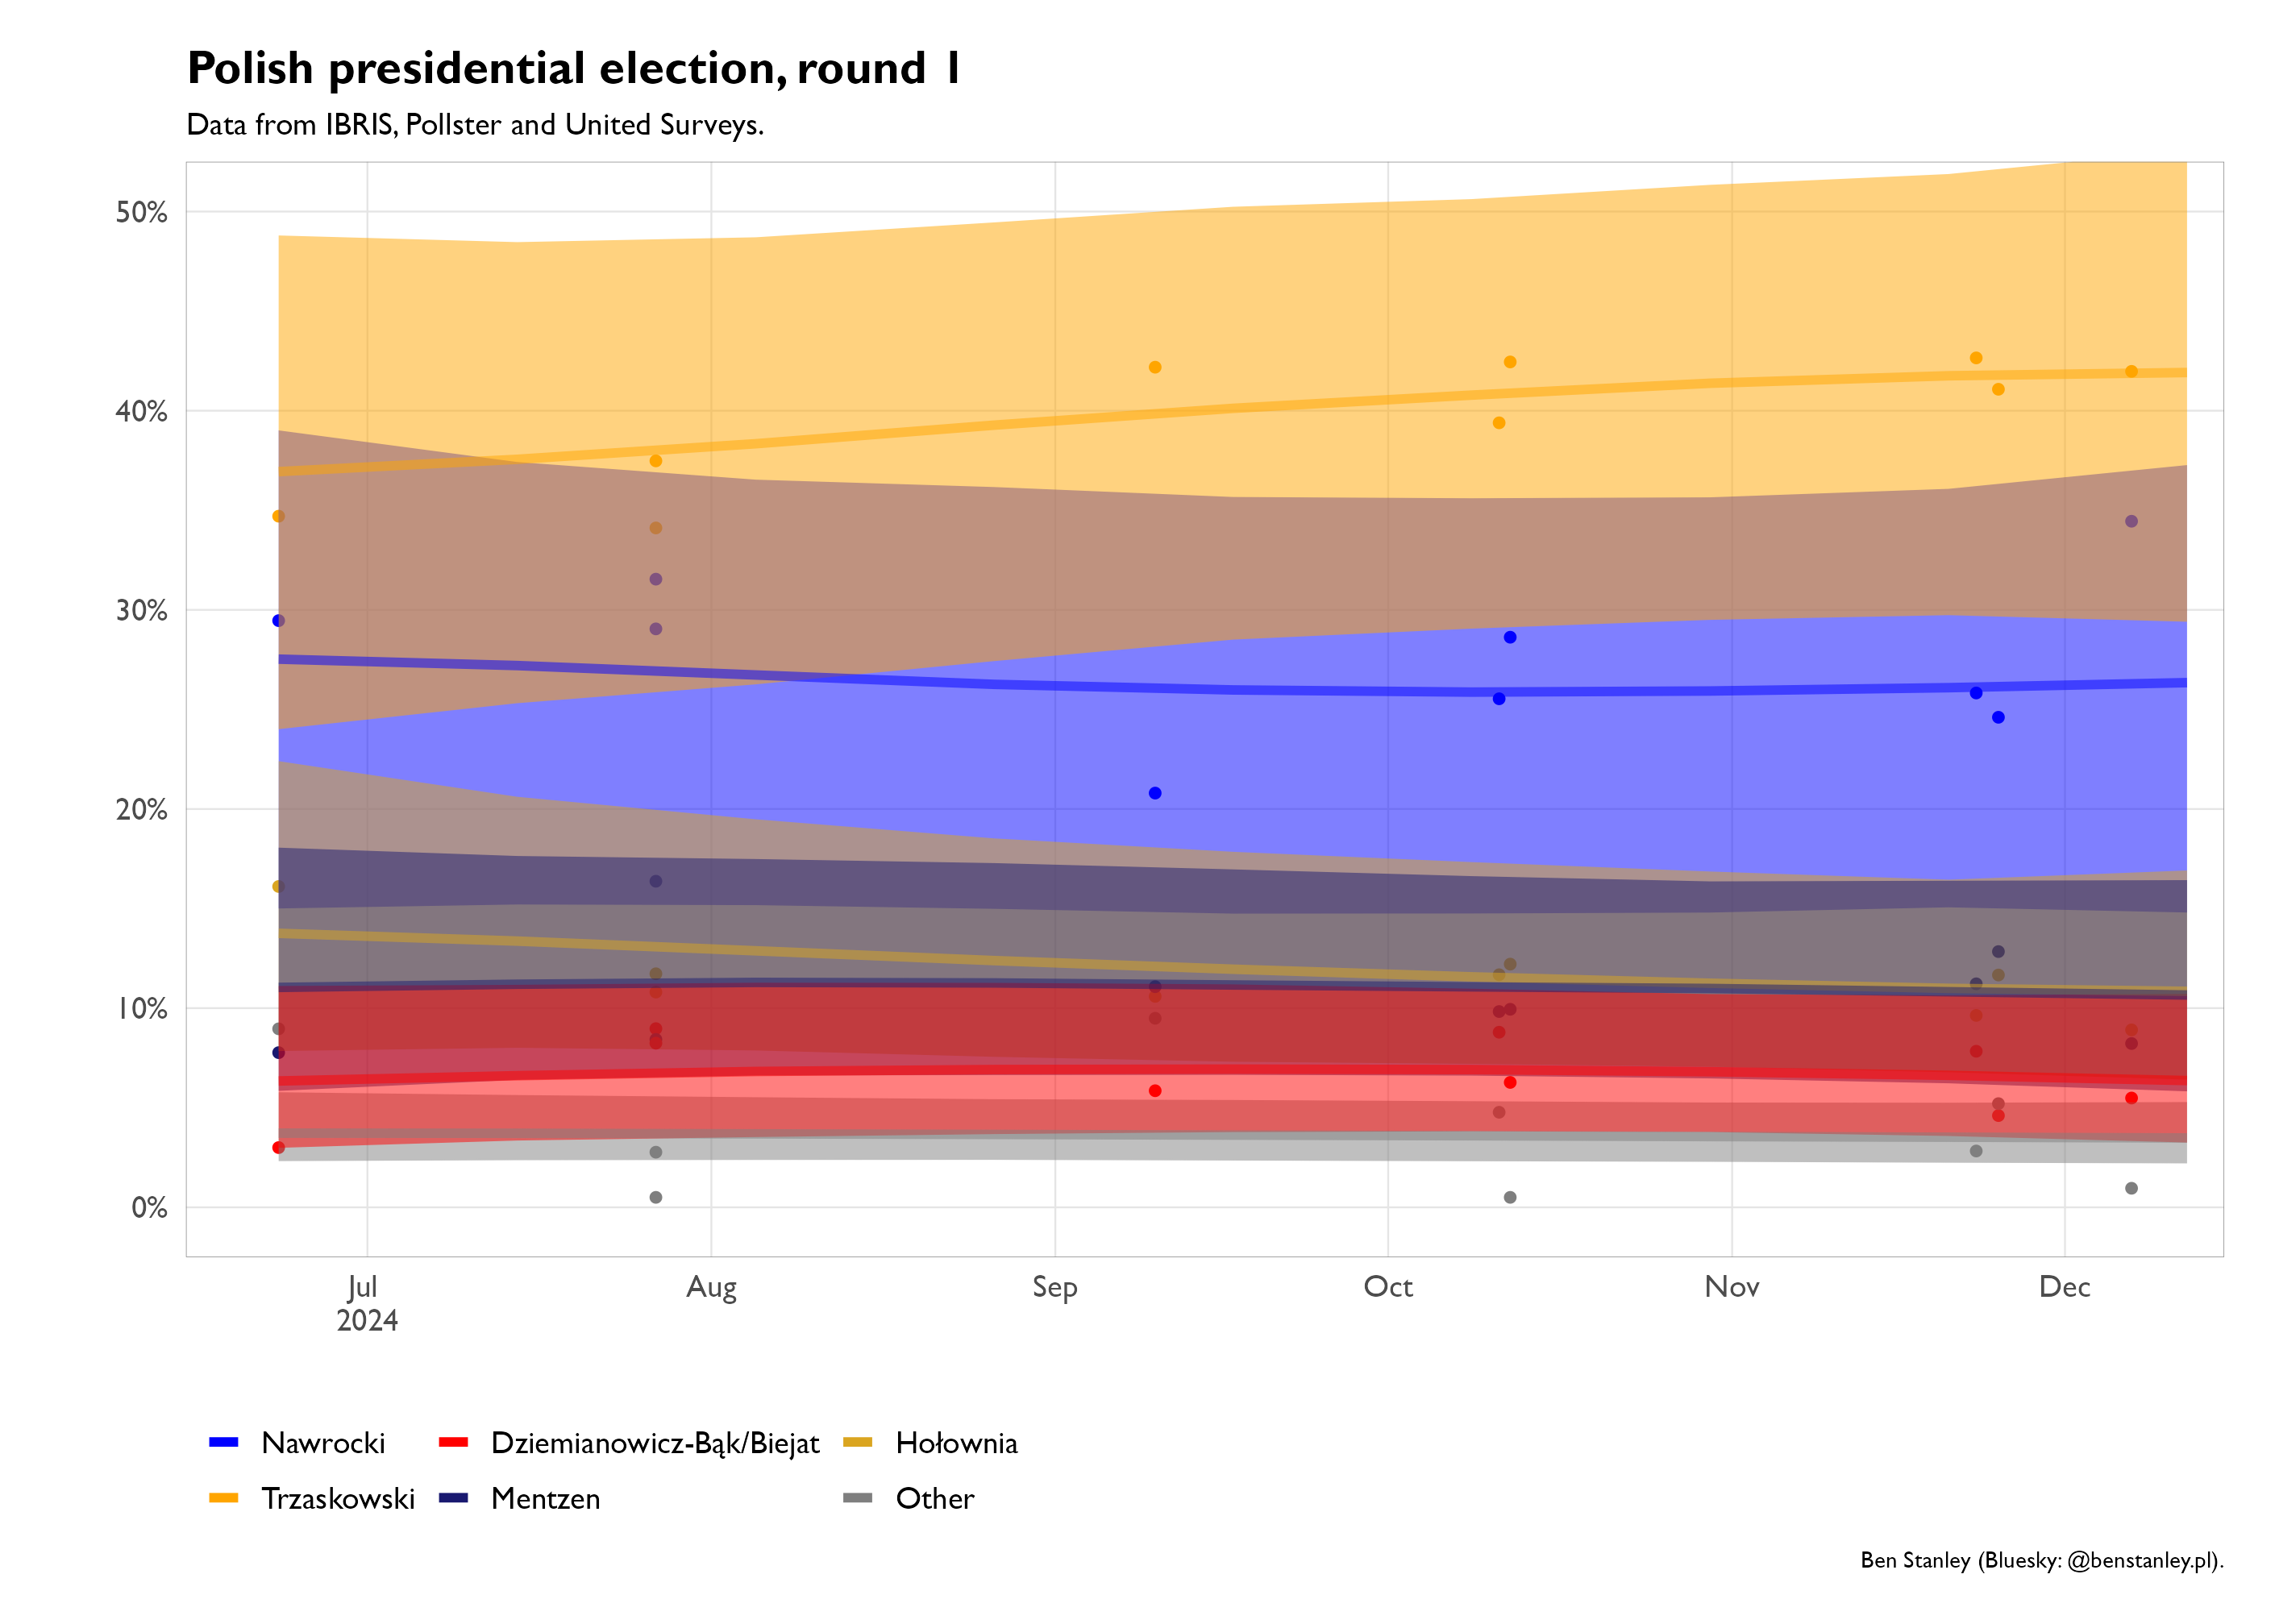 Polish presidential election, round 1
Data from IBRIS, Pollster and United Surveys.
50%
40%
30%
20%
10%
0%
Jul Aug Sep Oct Nov Dec
2024
Nawrocki Dziemianowicz-Bąk/Biejat Hołownia
Trzaskowski Mentzen Other
Ben Stanley (Bluesky: @benstanley.pl).